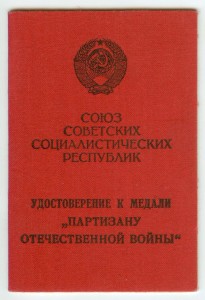 СОЮЗ
СОВЕТСКИХ
СОЦИАЛИСТИЧЕСКИХ
РЕСПУБЛИК
УДОСТОВЕРЕНИЕ К МЕДАЛИ
„ПАРТИЗАНУ
ОТЕЧЕСТВЕННОЙ ВОЙНЫ“